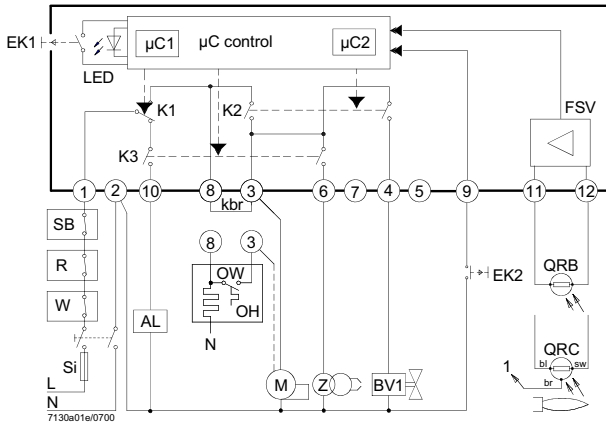 EK1
LED
µC1
µC control
µC2
K1
K2
FSV
K3
1
2
10
8
3
6
7
4
5
9
11
12
kbr
SB
R
W
Si
L
N
7130a01e/0700
AL
8
3
OW
OH
N
M
Z
BV1
EK2
QRB
QRC
bl
sw
br
1